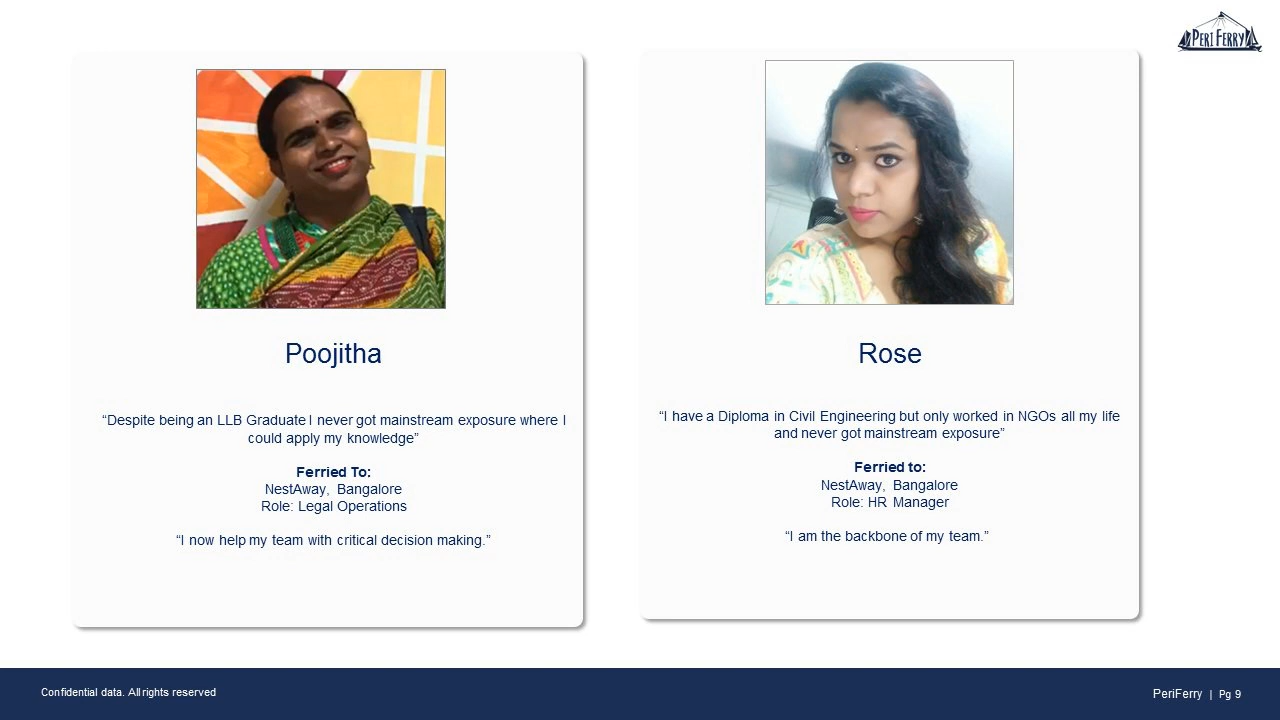 PERI FERRY
Poojitha
“Despite being an LLB Graduate I never got mainstream exposure where I
could apply my knowledge”
Ferried To:
NestAway, Bangalore
Role: Legal Operations
“I now help my team with critical decision making.”
Rose
“I have a Diploma in Civil Engineering but only worked in NGOs all my life
and never got mainstream exposure”
Ferried to:
NestAway, Bangalore
Role: HR Manager
“I am the backbone of my team.”
Confidential data. All rights reserved
PeriFerry | Pg 9